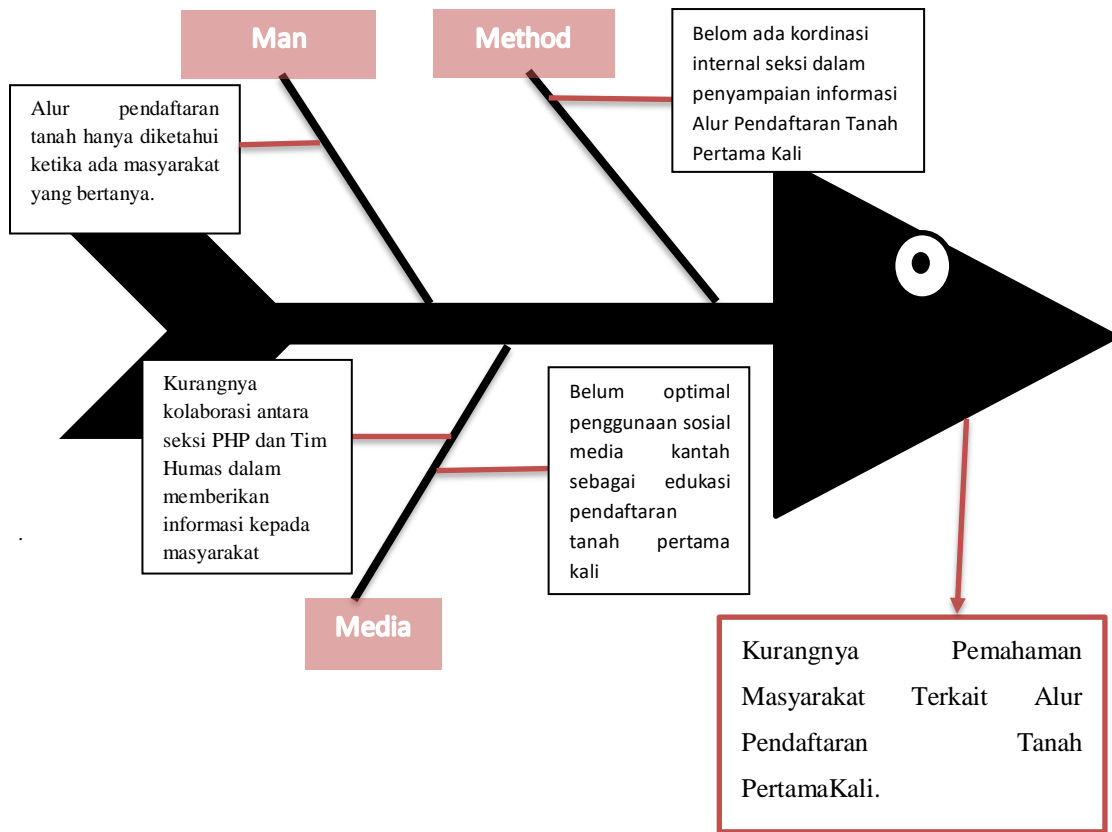 Man
Method
Belom ada kordinasi
internal seksi dalam
penyampaian informasi
Alur Pendaftaran Tanah
Pertama Kali
Alur pendaftaran
tanah hanya diketahui
ketika ada masyarakat
yang bertanya.
Kurangnya
kolaborasi antara
seksi PHP dan Tim
Humas dalam
memberikan
informasi kepada
masyarakat
Belum optimal
penggunaan sosial
media kantah
sebagai edukasi
pendaftaran
tanah pertama
kali
.
Media
Kurangnya Pemahaman
Masyarakat Terkait Alur
Pendaftaran Tanah
PertamaKali.